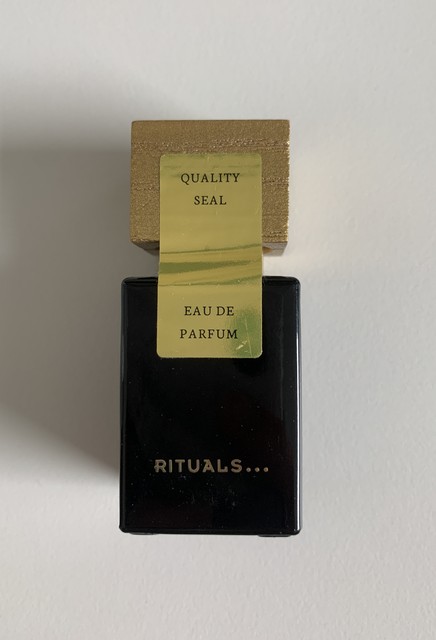 QUALITY
SEAL
EAU DE
PARFUM
RITUALS...